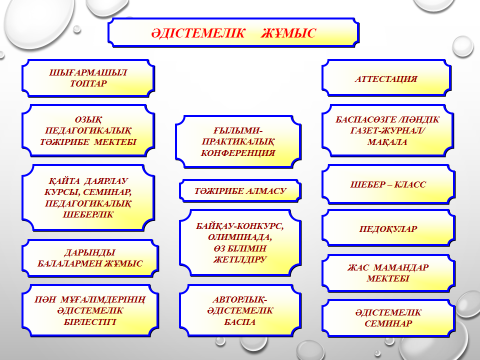 ӘДІСТЕМЕЛІК ЖҰМЫС
ШЫҒАРМАШЫЛ
ТОПТАР
ОЗЫҚ
ПЕДАГОГИКАЛЫҚ
ТӘЖІРИБЕ МЕКТЕБІ
ҚАЙТА ДАЯРЛАУ
КУРСЫ, СЕМИНАР,
ПЕДАГОГИКАЛЫҚ
ШЕБЕРЛІК
ДАРЫНДЫ
БАЛАЛАРМЕН ЖҰМЫС
ПӘН МҰҒАЛІМДЕРІНІҢ
ӘДІСТЕМЕЛІК
БІРЛЕСТІГІ
ҒЫЛЫМИ-
ПРАКТИКАЛЫҚ
КОНФЕРЕНЦИЯ
ТӘЖІРИБЕ АЛМАСУ
БАЙҚАУ-КОНКУРС,
ОЛИМПИАДА,
ӨЗ БІЛІМІН
ЖЕТІЛДІРУ
АВТОРЛЫҚ-
ӘДІСТЕМЕЛІК
БАСПА
АТТЕСТАЦИЯ
БАСПАСӨЗГЕ /ПӘНДІК
ГАЗЕТ-ЖУРНАЛ/
МАҚАЛА
ШЕБЕР – КЛАСС
ПЕДОҚУЛАР
ЖАС МАМАНДАР
МЕКТЕБІ
ӘДІСТЕМЕЛІК
СЕМИНАР